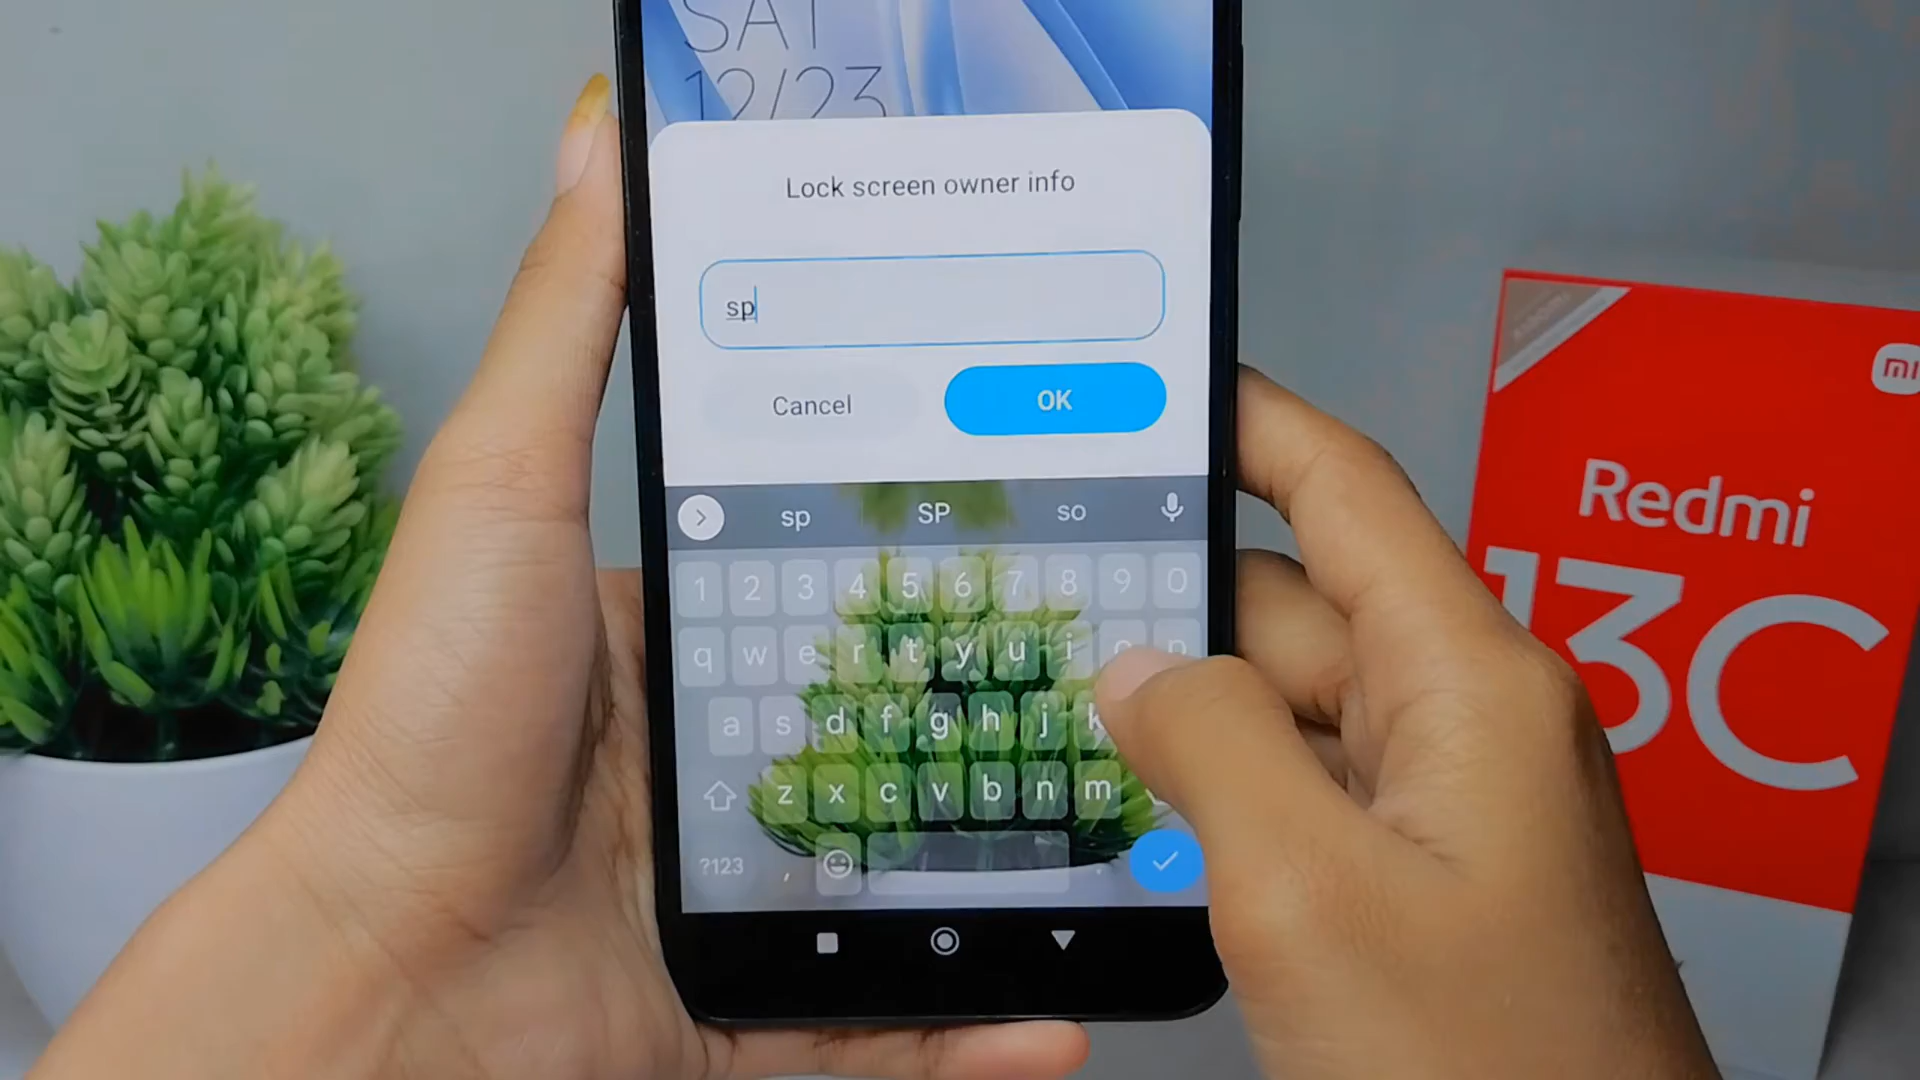 SAT
12/23
Lock screen owner info
sp
Cancel OK
sp SP so
1 2 3 4 5 6 7 8 9 0
q w e r t y u i
a s d f g h j k
z x c v b n m
?123 ,
mi
Redmi
13C